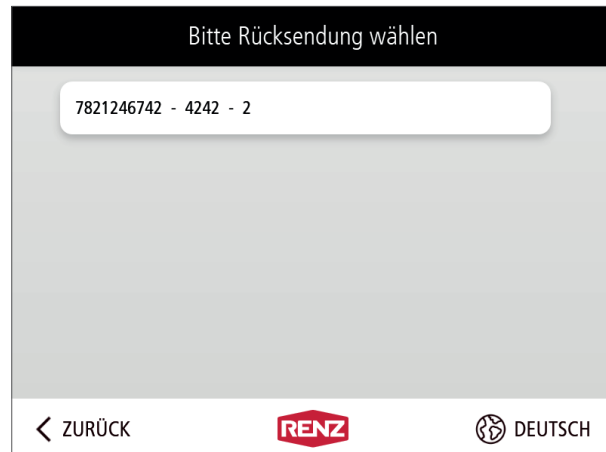 Bitte Rücksendung wählen
7821246742 - 4242 - 2
ZURÜCK
RENZ
DEUTSCH